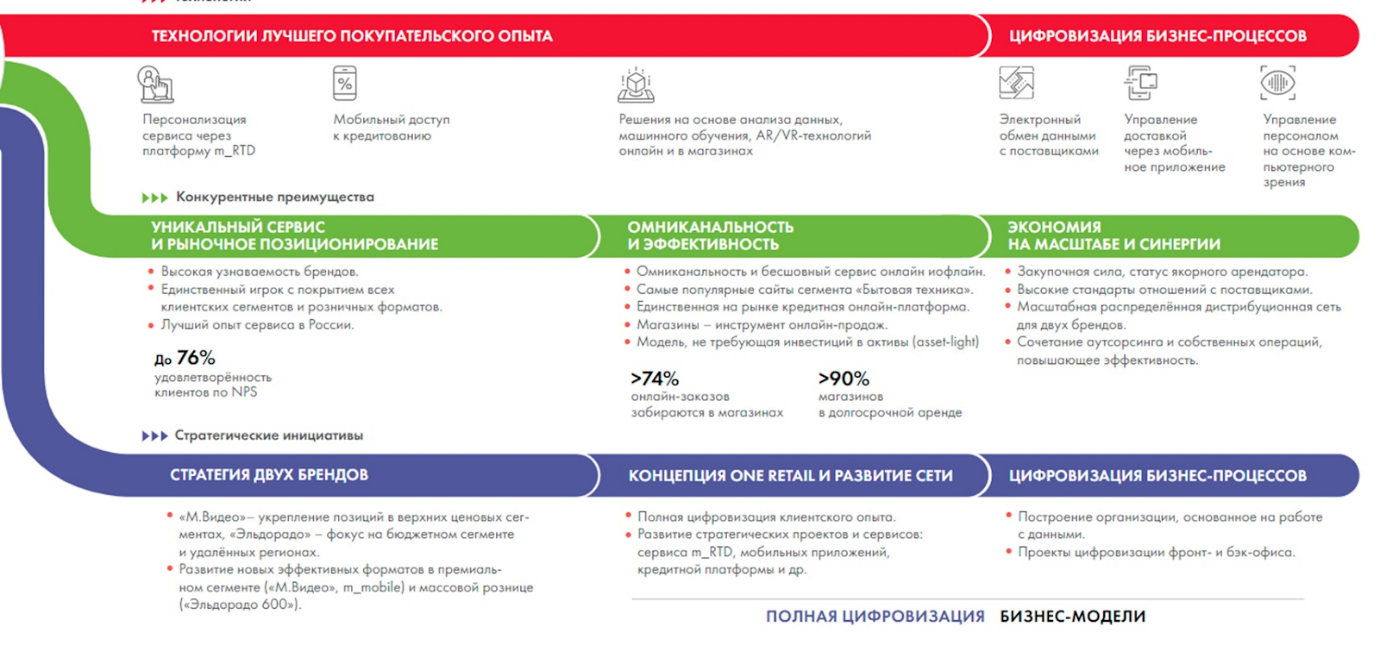 ТЕХНОЛОГИИ ЛУЧШЕГО ПОКУПАТЕЛЬСКОГО ОПЫТА
ЦИФРОВИЗАЦИЯ БИЗНЕС-ПРОЦЕССОВ
Персонализация
сервиса через
платформу m_RTD
Мобильный доступ
к кредитованию
Решения на основе анализа данных,
машинного обучения, AR/VR-технологий
онлайн и в магазинах
Электронный
обмен данными
с поставщиками
Управление
доставкой
через мобиль-
ное приложение
Управление
персоналом
на основе ком-
пьютерного
зрения
Конкурентные преимущества
УНИКАЛЬНЫЙ СЕРВИС
И РЫНОЧНОЕ ПОЗИЦИОНИРОВАНИЕ
• Высокая узнаваемость брендов.
• Единственный игрок с покрытием всех
клиентских сегментов и розничных форматов.
• Лучший опыт сервиса в России.
До 76%
удовлетворённость
клиентов по NPS
ОМНИКАНАЛЬНОСТЬ
И ЭФФЕКТИВНОСТЬ
• Омниканальность и бесшовный сервис онлайн иофлайн.
• Самые популярные сайты сегмента «Бытовая техника».
• Единственная на рынке кредитная онлайн-платформа.
• Магазины – инструмент онлайн-продаж.
• Модель, не требующая инвестиций в активы (asset-light)
>74%
онлайн-заказов
забираются в магазинах
>90%
магазинов
в долгосрочной аренде
ЭКОНОМИЯ
НА МАСШТАБЕ И СИНЕРГИИ
• Закупочная сила, статус якорного арендатора.
• Высокие стандарты отношений с поставщиками.
• Масштабная распределённая дистрибуционная сеть
для двух брендов.
• Сочетание аутсорсинга и собственных операций,
повышающее эффективность.
Стратегические инициативы
СТРАТЕГИЯ ДВУХ БРЕНДОВ
• «М.Видео»– укрепление позиций в верхних ценовых сег-
ментах, «Эльдорадо» – фокус на бюджетном сегменте
и удалённых регионах.
• Развитие новых эффективных форматов в премиаль-
ном сегменте («М.Видео», m_mobile) и массовой рознице
(«Эльдорадо 600»).
КОНЦЕПЦИЯ ONE RETAIL И РАЗВИТИЕ СЕТИ
• Полная цифровизация клиентского опыта.
• Развитие стратегических проектов и сервисов:
сервиса m_RTD, мобильных приложений,
кредитной платформы и др.
ЦИФРОВИЗАЦИЯ БИЗНЕС-ПРОЦЕССОВ
• Построение организации, основанное на работе
с данными.
• Проекты цифровизации фронт- и бэк-офиса.
ПОЛНАЯ ЦИФРОВИЗАЦИЯ БИЗНЕС-МОДЕЛИ